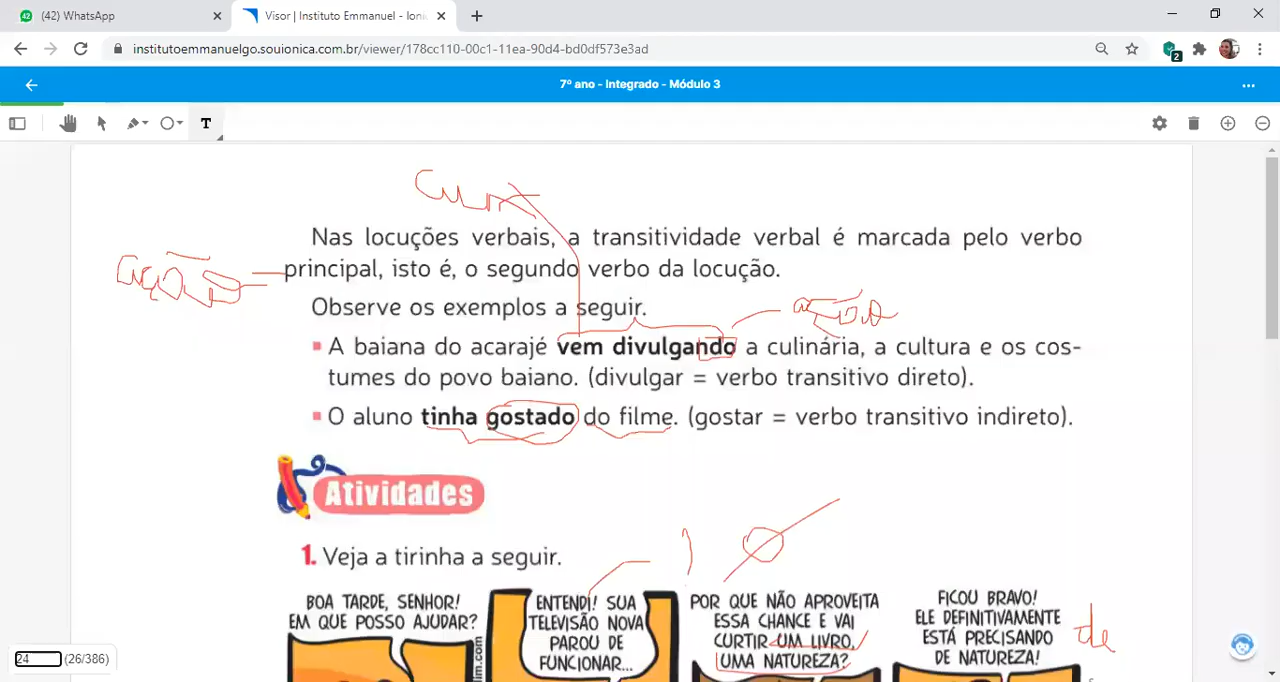 (42) WhatsApp
Visor | Instituto Emmanuel - Ioni
institutoemmanuelgo.souionica.com.br/viewer/178cc110-00c1-11ea-90d4-bd0df573e3ad
2
7º ano - Integrado - Módulo 3
T
Nas locuções verbais, a transitividade verbal é marcada pelo verbo
principal, isto é, o segundo verbo da locução.
Observe os exemplos a seguir.
A baiana do acarajé vem divulgando a culinária, a cultura e os cos-
tumes do povo baiano. (divulgar = verbo transitivo direto).
O aluno tinha gostado do filme. (gostar = verbo transitivo indireto).
Atividades
1. Veja a tirinha a seguir.
BOA TARDE, SENHOR!
EM QUE POSSO AJUDAR?
ENTENDI! SUA
TELEVISÃO NOVA
PAROU DE
FUNCIONAR...
POR QUE NÃO APROVEITA
ESSA CHANCE E VAI
CURTIR UM LIVRO,
UMA NATUREZA?
FICOU BRAVO!
ELE DEFINITIVAMENTE
ESTÁ PRECISANDO
DE NATUREZA!
de
24 (26/386)